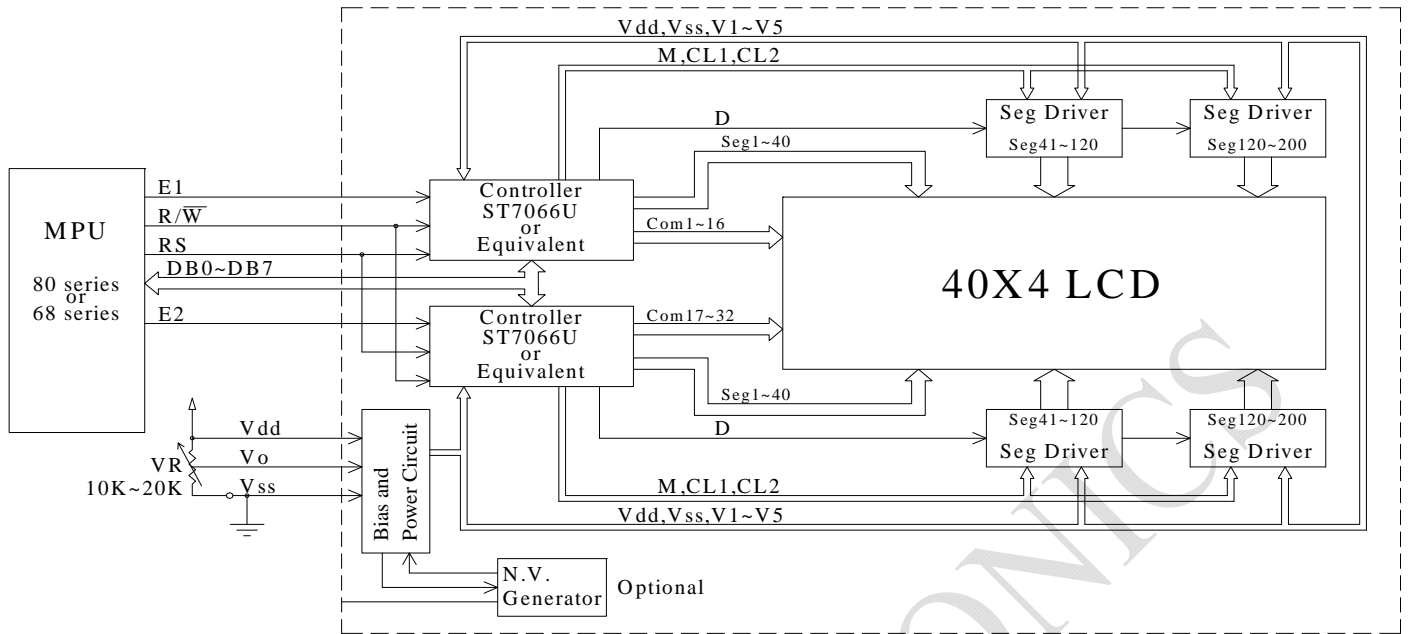 Vdd,Vss,V1~V5
M,CL1,CL2
D
Seg1~40
Seg Driver
Seg41~120
Seg Driver
Seg120~200
MPU
80 series
or
68 series
E1
R/W̅
RS
DB0~DB7
E2
Controller
ST7066U
or
Equivalent
Com1~16
40X4 LCD
Controller
ST7066U
or
Equivalent
Com17~32
Seg1~40
D
Seg41~120
Seg Driver
Seg120~200
Seg Driver
M,CL1,CL2
Vdd,Vss,V1~V5
Vdd
Vo
Vss
VR
10K~20K
Bias and
Power Circuit
N.V.
Generator
Optional
ONICS